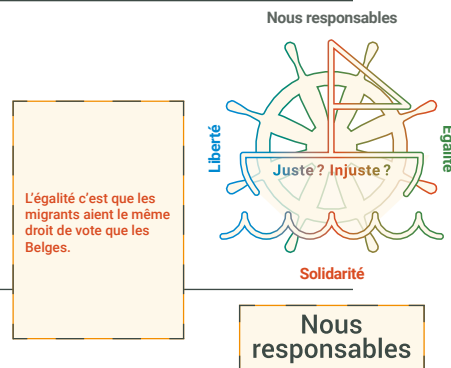 Nous responsables
Liberté
Egalité
Juste ? Injuste ?
L'égalité c'est que les
migrants aient le même
droit de vote que les
Belges.
Solidarité
Nous
responsables